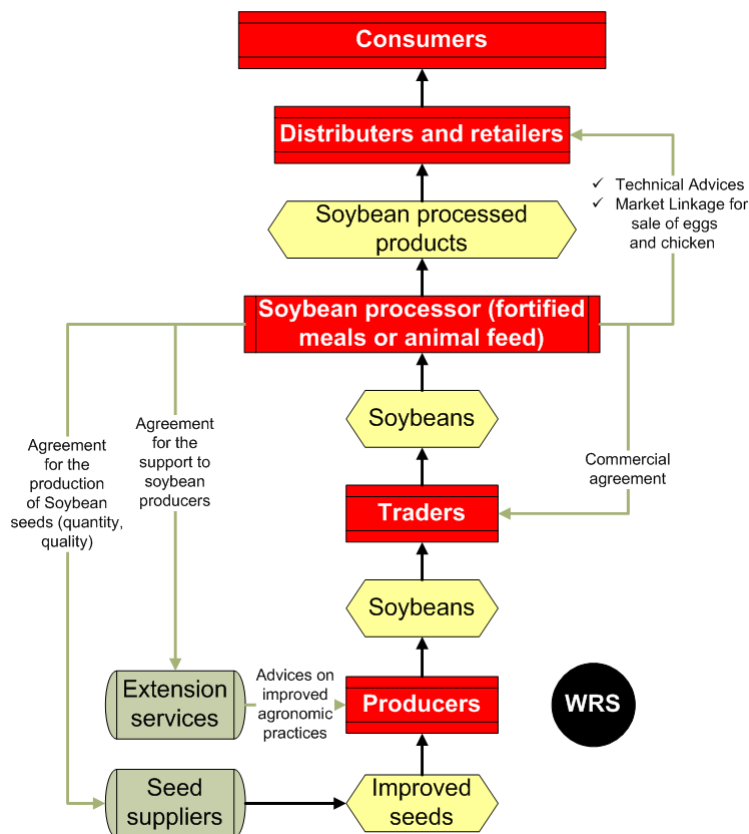 Consumers
Distributers and retailers
✓ Technical Advices
✓ Market Linkage for
sale of eggs
and chicken
Soybean processed
products
Soybean processor (fortified
meals or animal feed)
Agreement
for the
production
of Soybean
seeds (quantity,
quality)
Agreement
for the
support to
soybean
producers
Soybeans
Commercial
agreement
Traders
Soybeans
Extension
services
Advices on
improved
agronomic
practices
Producers
WRS
Seed
suppliers
Improved
seeds